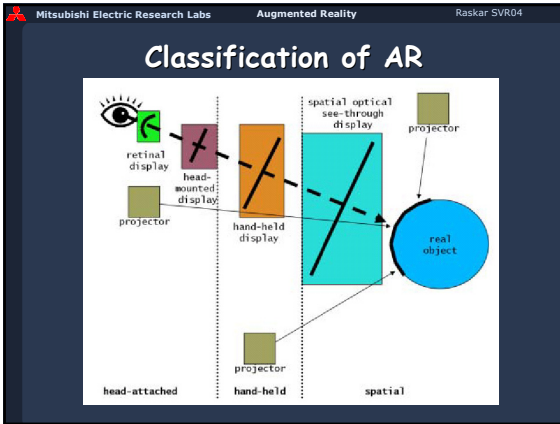 Mitsubishi Electric Research Labs
Augmented Reality
Raskar SVR04
Classification of AR
spatial optical
see-through
display
projector
retinal
display
head-
mounted
display
projector
hand-held
display
real
object
projector
head-attached
hand-held
spatial